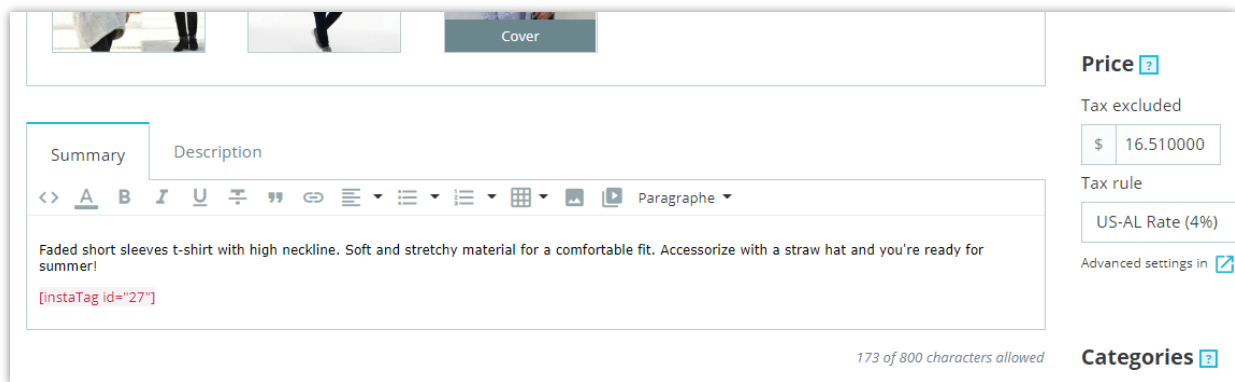 Cover
Price ?
Tax excluded
$ 16.510000
Tax rule
US-AL Rate (4%)
Advanced settings in
Summary
Description
<> A B I U Paragraphe
Faded short sleeves t-shirt with high neckline. Soft and stretchy material for a comfortable fit. Accessorize with a straw hat and you're ready for
summer!
[instaTag id="27"]
173 of 800 characters allowed
Categories ?